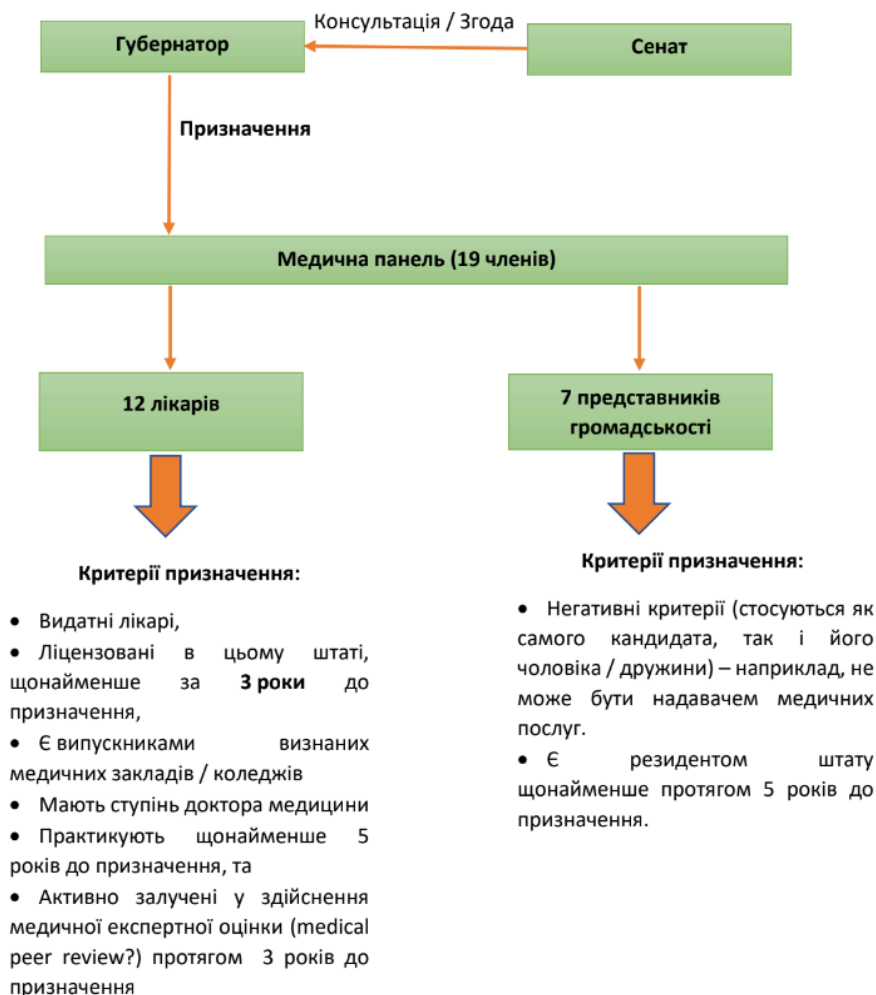 Консультація / Згода
Губернатор
Сенат
Призначення
Медична панель (19 членів)
12 лікарів
7 представників
громадськості
Критерії призначення:
• Видатні лікарі,
• Ліцензовані в цьому штаті,
щонайменше за 3 роки до
призначення,
• Є випускниками визнаних
медичних закладів / коледжів
• Мають ступінь доктора медицини
• Практикують щонайменше 5
років до призначення, та
• Активно залучені у здійснення
медичної експертної оцінки (medical
peer review?) протягом 3 років до
призначення
Критерії призначення:
• Негативні критерії (стосуються як
самого кандидата, так і його
чоловіка / дружини) – наприклад, не
може бути надавачем медичних
послуг.
• Є резидентом штату
щонайменше протягом 5 років до
призначення.